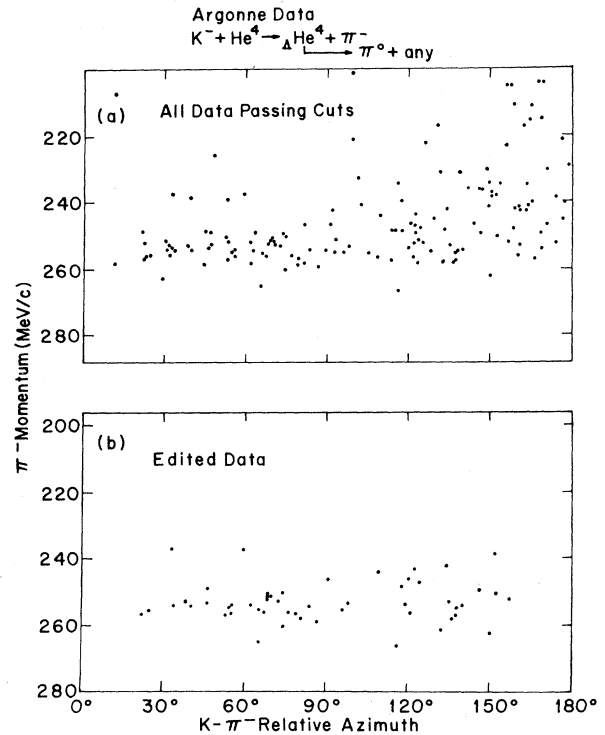 Argonne Data
K⁻ + He⁴ → ΛHe⁴ + π⁻
π° + any
(a) All Data Passing Cuts
220
240
260
280
π⁻ Momentum (MeV/c)
200
(b)
Edited Data
220
240
260
280
0° 30° 60° 90° 120° 150° 180°
K-π⁻ Relative Azimuth